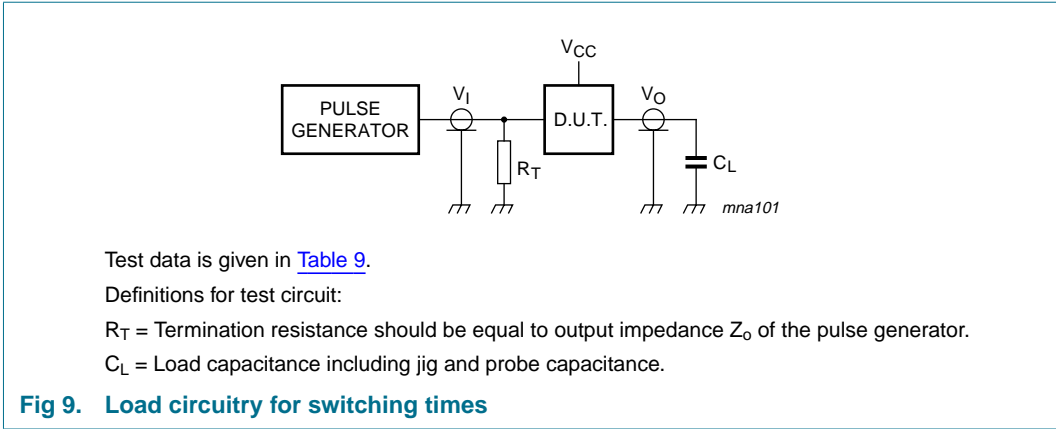 VCC
PULSE
GENERATOR
VI
D.U.T.
VO
RT
CL
mna101
Test data is given in Table 9.
Definitions for test circuit:
RT = Termination resistance should be equal to output impedance Zo of the pulse generator.
CL = Load capacitance including jig and probe capacitance.
Fig 9. Load circuitry for switching times